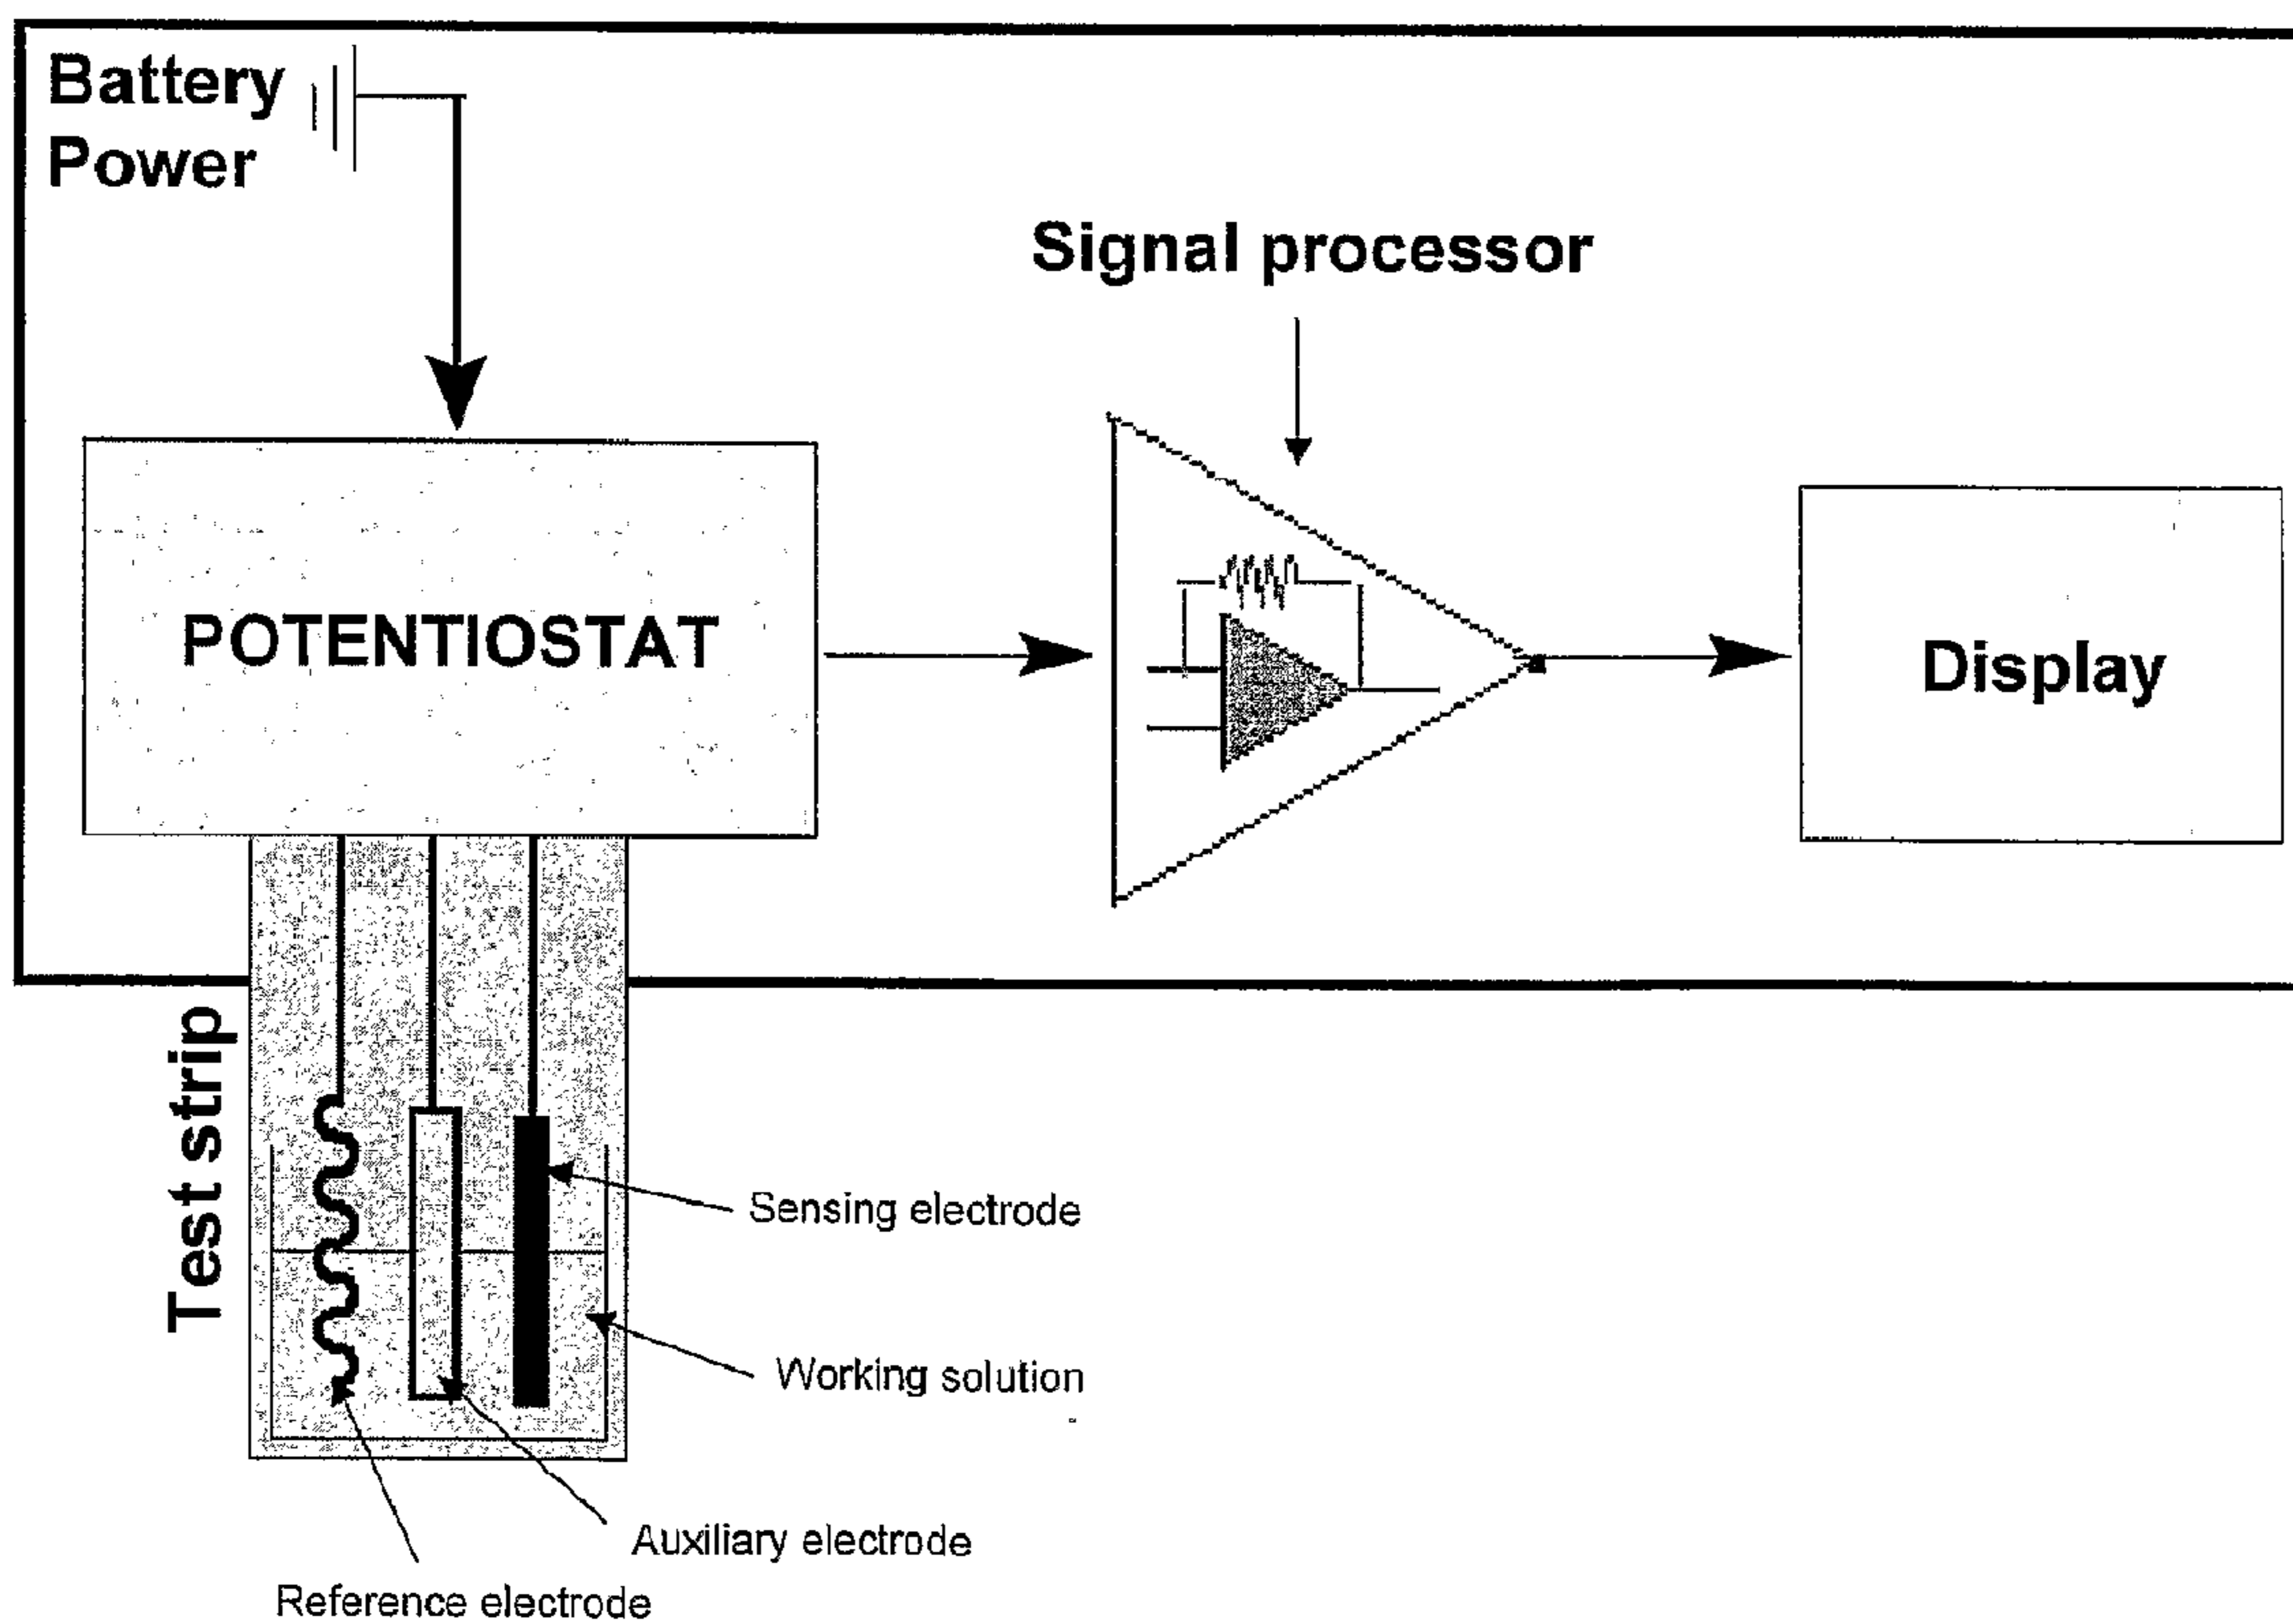 Battery
Power
Signal processor
POTENTIOSTAT
Display
Test strip
Sensing electrode
Working solution
Auxiliary electrode
Reference electrode